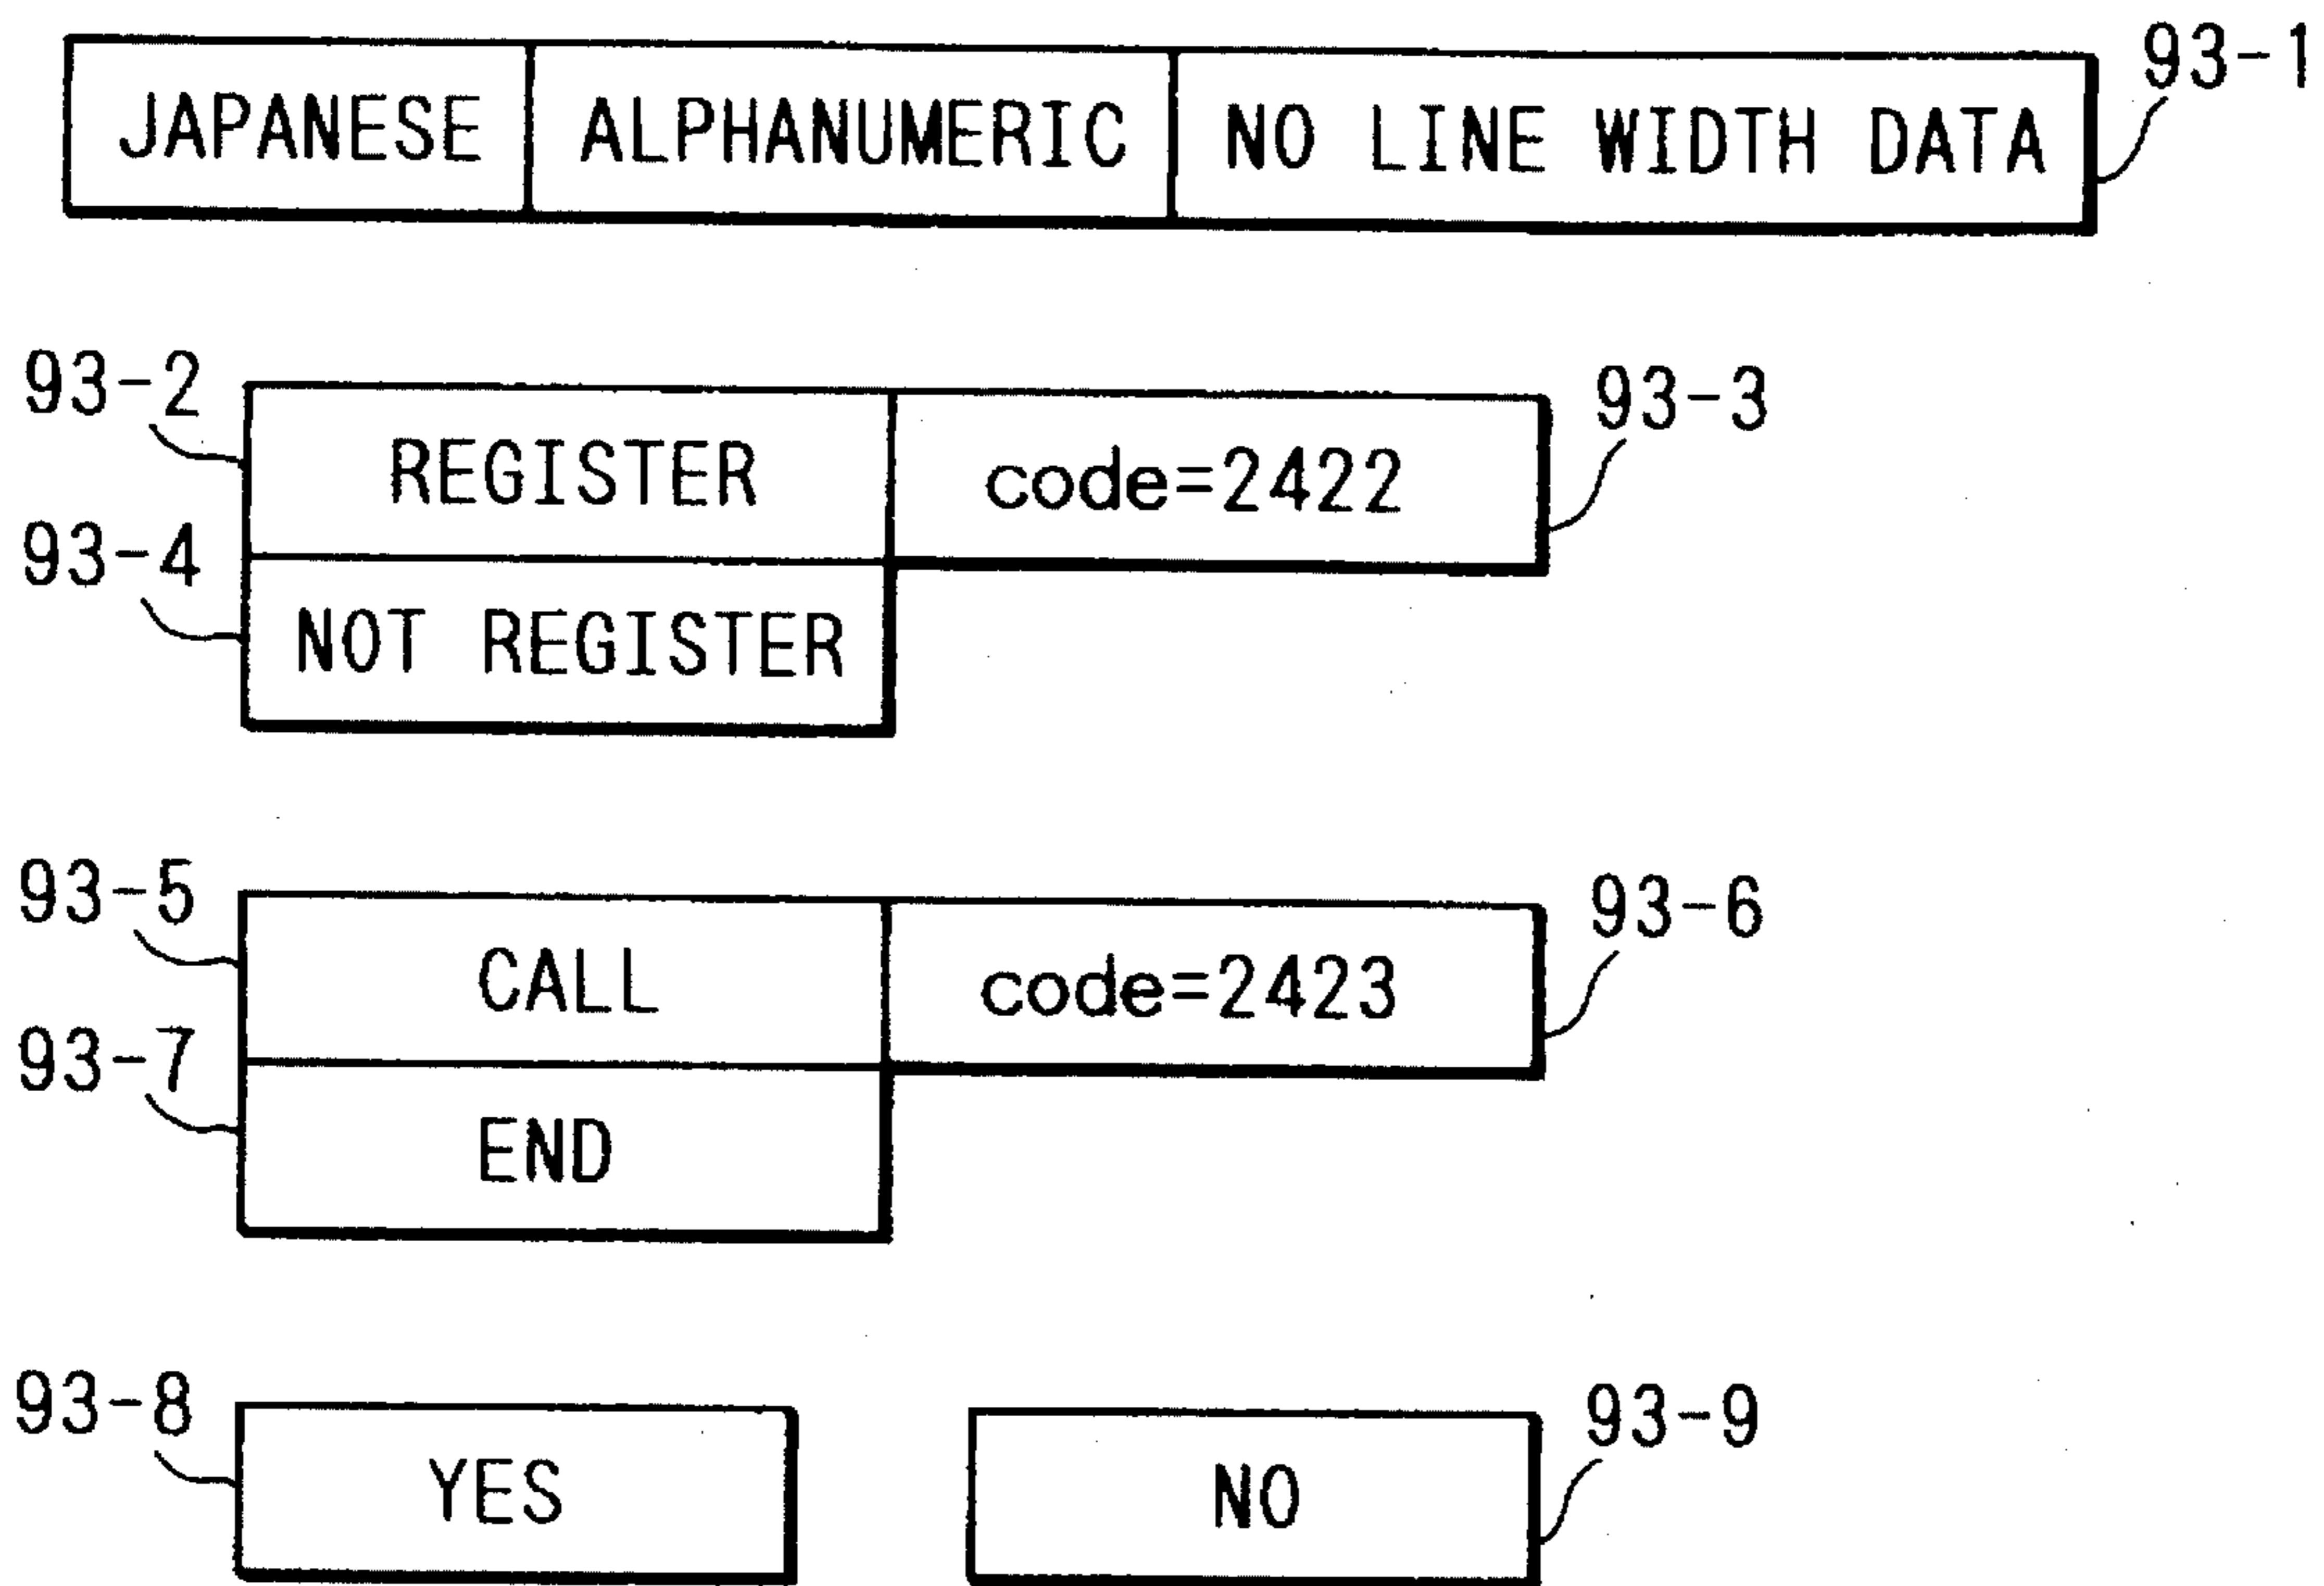 JAPANESE ALPHANUMERIC NO LINE WIDTH DATA 93-1
93-2 REGISTER code=2422 93-3
93-4 NOT REGISTER
93-5 CALL code=2423 93-6
93-7 END
93-8 YES NO 93-9